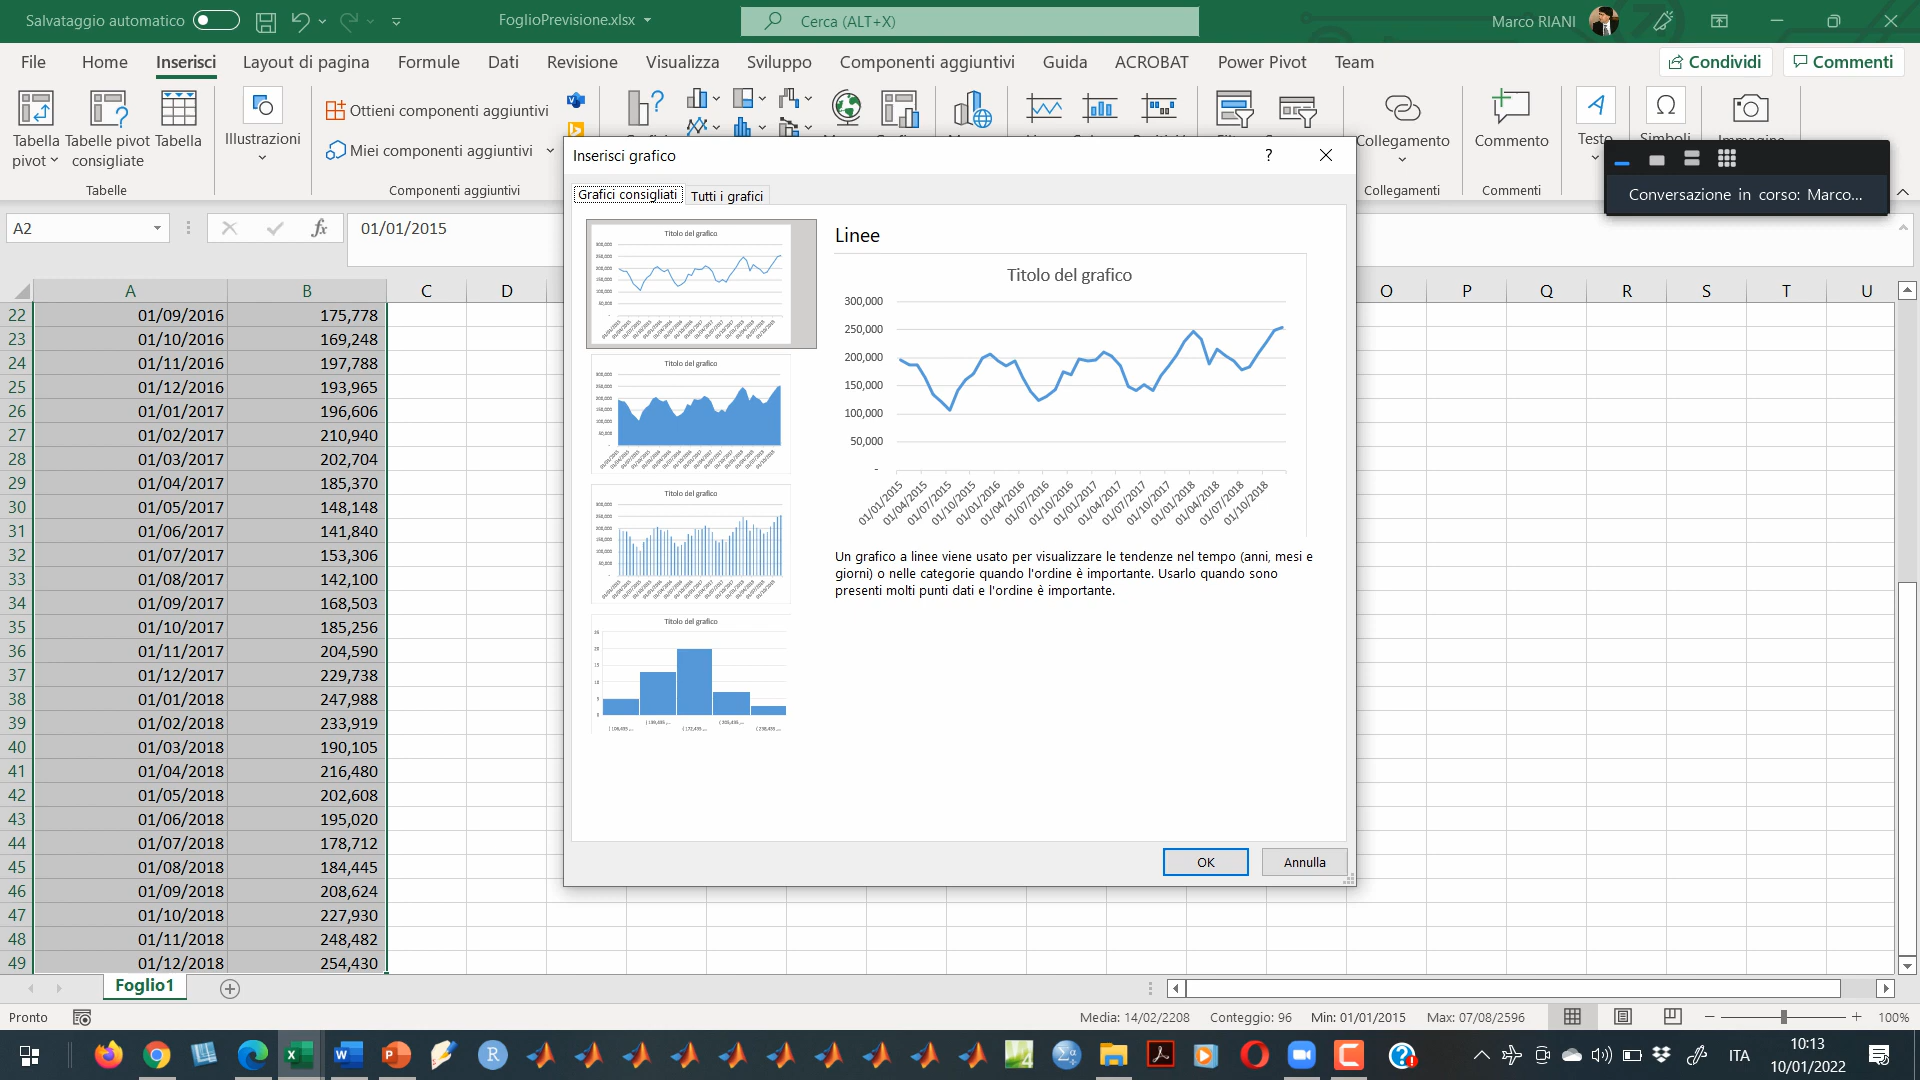 Salvataggio automatico
FoglioPrevisione.xlsx
Cerca (ALT+X)
Marco RIANI
File Home Inserisci Layout di pagina Formule Dati Revisione Visualizza Sviluppo Componenti aggiuntivi Guida ACROBAT Power Pivot Team
Condividi
Commenti
Tabella pivot
Tabelle pivot consigliate
Tabella
Illustrazioni
Ottieni componenti aggiuntivi
Miei componenti aggiuntivi
Collegamento
Commento
Testo
Simboli
Tabelle
Componenti aggiuntivi
Collegamenti
Commenti
Conversazione in corso: Marco...
A2
fx
01/01/2015
Inserisci grafico
?
Grafici consigliati
Tutti i grafici
Titolo del grafico
Titolo del grafico
Titolo del grafico
Titolo del grafico
Linee
Titolo del grafico
300,000
250,000
200,000
150,000
100,000
50,000
-
01/01/2015
01/04/2015
01/07/2015
01/10/2015
01/01/2016
01/04/2016
01/07/2016
01/10/2016
01/01/2017
01/04/2017
01/07/2017
01/10/2017
01/01/2018
01/04/2018
01/07/2018
01/10/2018
Un grafico a linee viene usato per visualizzare le tendenze nel tempo (anni, mesi e
giorni) o nelle categorie quando l'ordine è importante. Usarlo quando sono
presenti molti punti dati e l'ordine è importante.
OK
Annulla
A B C D O P Q R S T U
22 01/09/2016 175,778
23 01/10/2016 169,248
24 01/11/2016 197,788
25 01/12/2016 193,965
26 01/01/2017 196,606
27 01/02/2017 210,940
28 01/03/2017 202,704
29 01/04/2017 185,370
30 01/05/2017 148,148
31 01/06/2017 141,840
32 01/07/2017 153,306
33 01/08/2017 142,100
34 01/09/2017 168,503
35 01/10/2017 185,256
36 01/11/2017 204,590
37 01/12/2017 229,738
38 01/01/2018 247,988
39 01/02/2018 233,919
40 01/03/2018 190,105
41 01/04/2018 216,480
42 01/05/2018 202,608
43 01/06/2018 195,020
44 01/07/2018 178,712
45 01/08/2018 184,445
46 01/09/2018 208,624
47 01/10/2018 227,930
48 01/11/2018 248,482
49 01/12/2018 254,430
Foglio1
Pronto
Media: 14/02/2208 Conteggio: 96 Min: 01/01/2015 Max: 07/08/2596
100%
ITA
10:13
10/01/2022